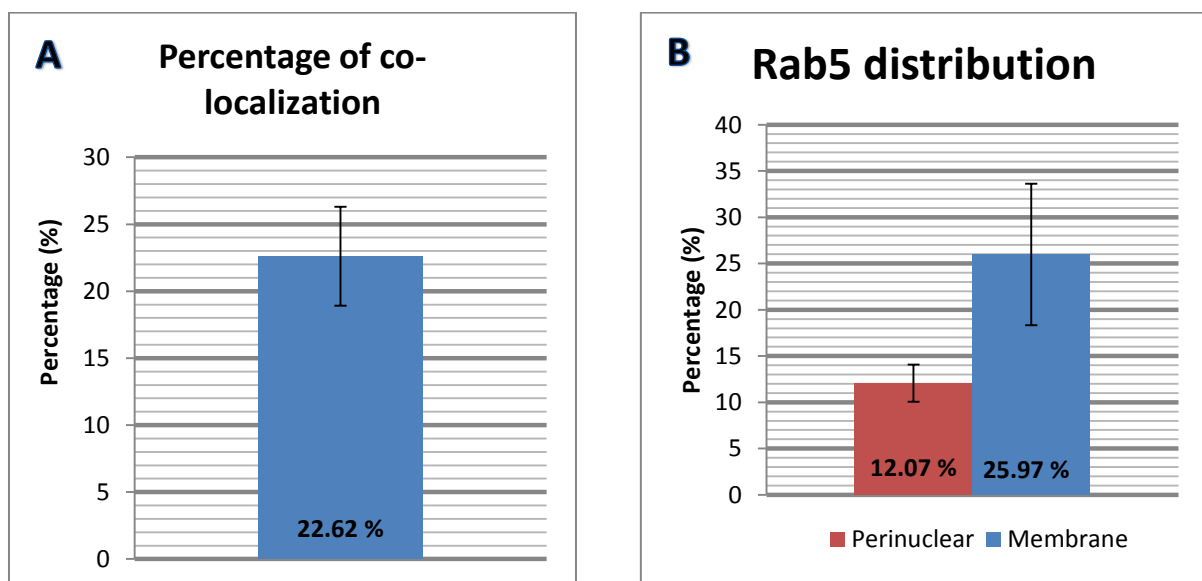 A
Percentage of co-
localization
Percentage (%)
30
25
20
15
10
5
0
22.62 %
B
Rab5 distribution
Percentage (%)
40
35
30
25
20
15
10
5
0
12.07 %
25.97 %
Perinuclear
Membrane